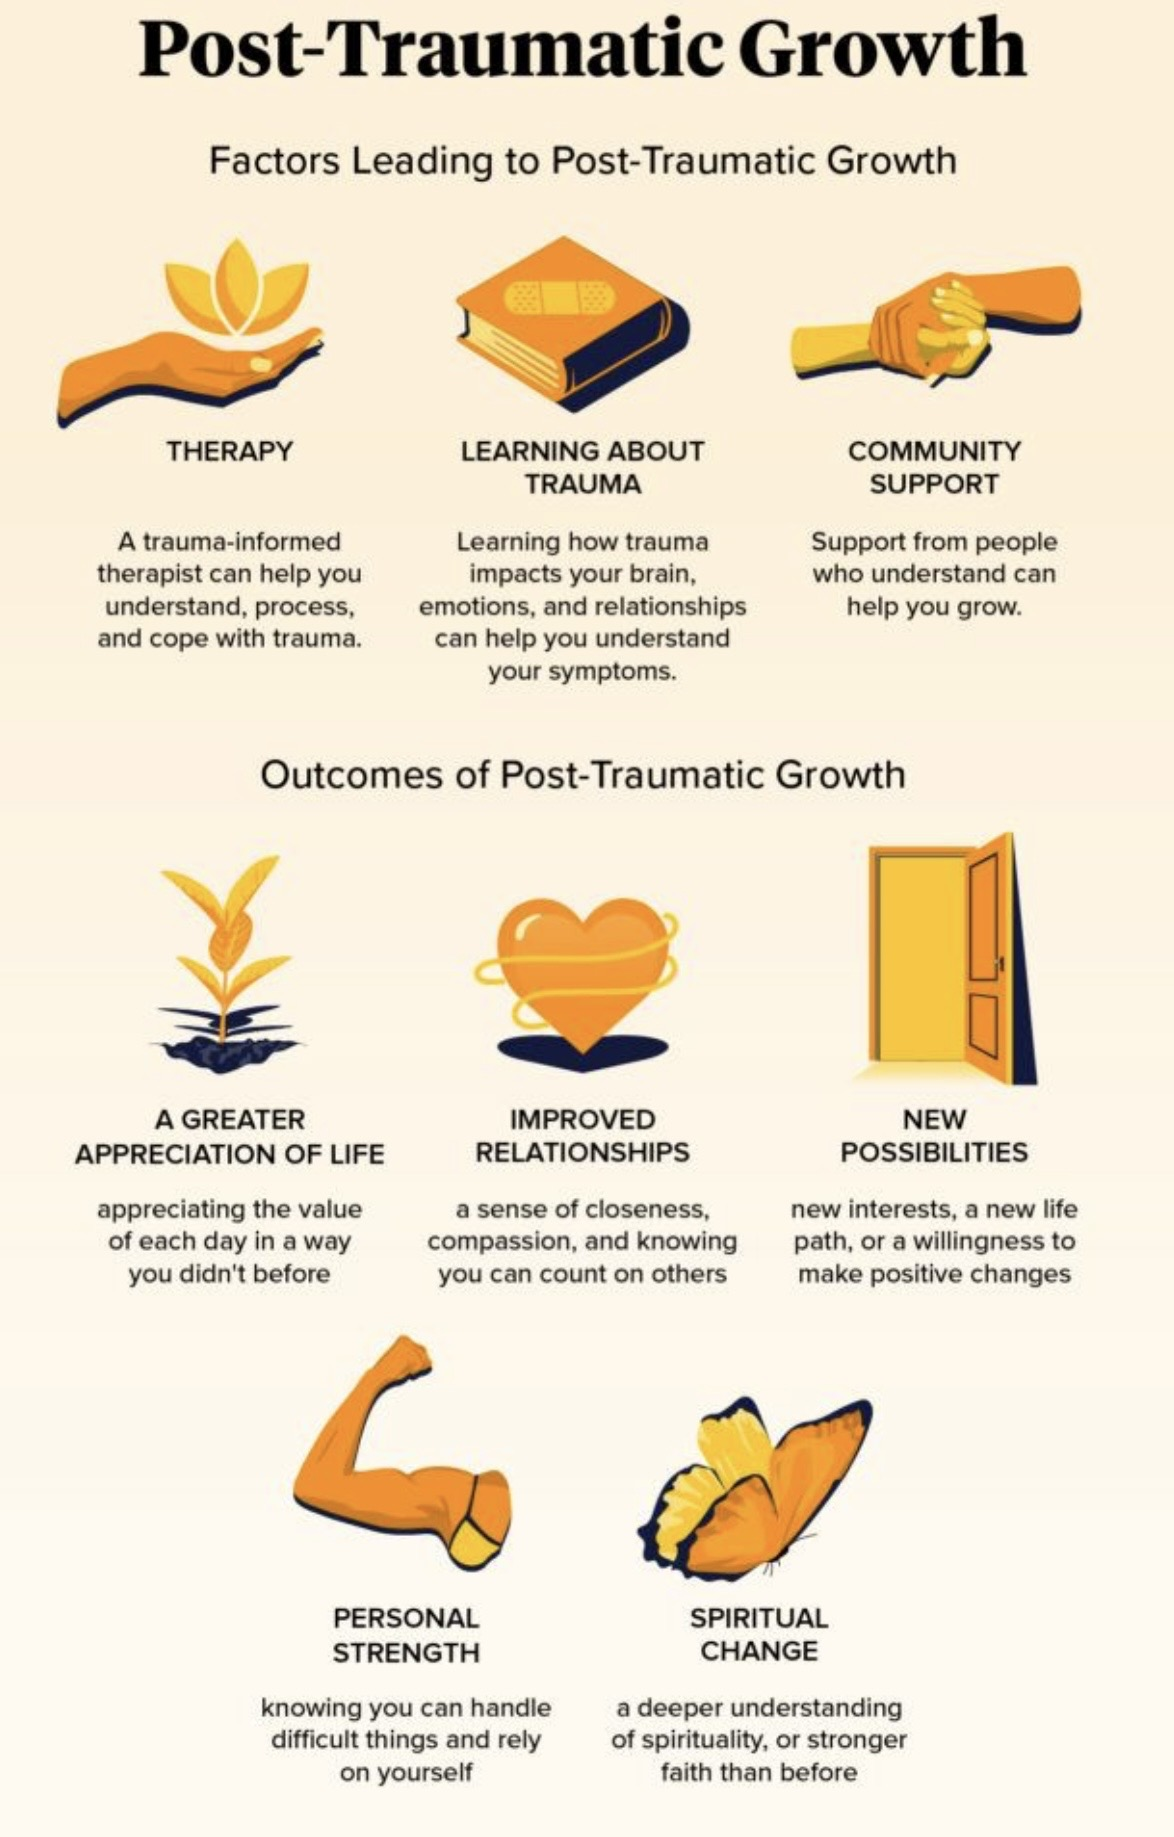 Post-Traumatic Growth
Factors Leading to Post-Traumatic Growth
THERAPY
A trauma-informed
therapist can help you
understand, process,
and cope with trauma.
LEARNING ABOUT
TRAUMA
Learning how trauma
impacts your brain,
emotions, and relationships
can help you understand
your symptoms.
COMMUNITY
SUPPORT
Support from people
who understand can
help you grow.
Outcomes of Post-Traumatic Growth
A GREATER
APPRECIATION OF LIFE
appreciating the value
of each day in a way
you didn't before
IMPROVED
RELATIONSHIPS
a sense of closeness,
compassion, and knowing
you can count on others
NEW
POSSIBILITIES
new interests, a new life
path, or a willingness to
make positive changes
PERSONAL
STRENGTH
knowing you can handle
difficult things and rely
on yourself
SPIRITUAL
CHANGE
a deeper understanding
of spirituality, or stronger
faith than before